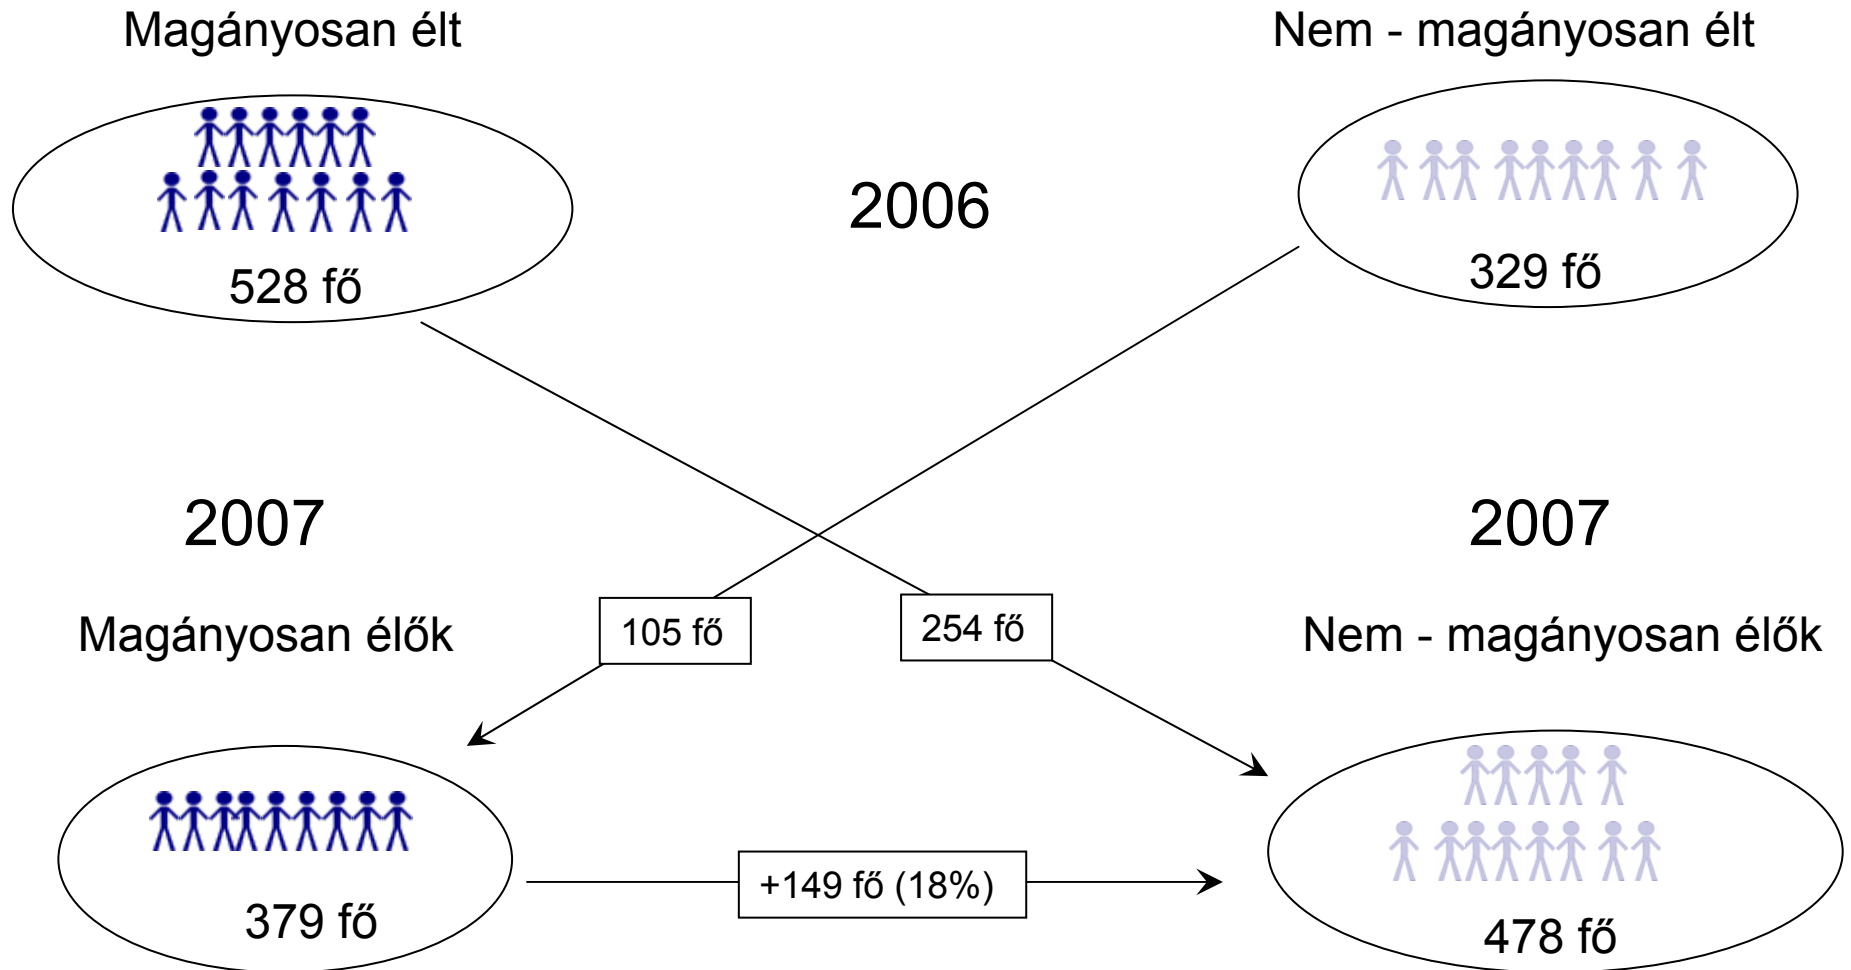 Magányosan élt
Nem - magányosan élt
528 fő
2006
329 fő
2007
2007
Magányosan élők
105 fő
254 fő
Nem - magányosan élők
379 fő
+149 fő (18%)
478 fő